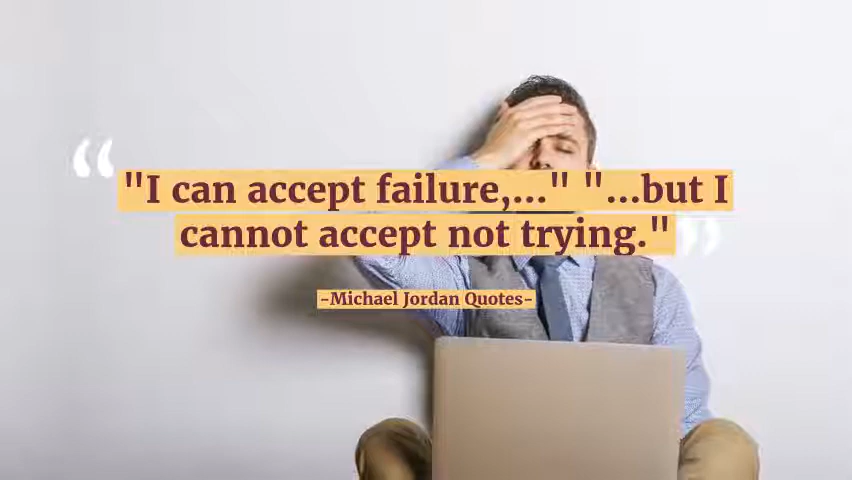 "I can accept failure,..." "...but I
cannot accept not trying."
-Michael Jordan Quotes-